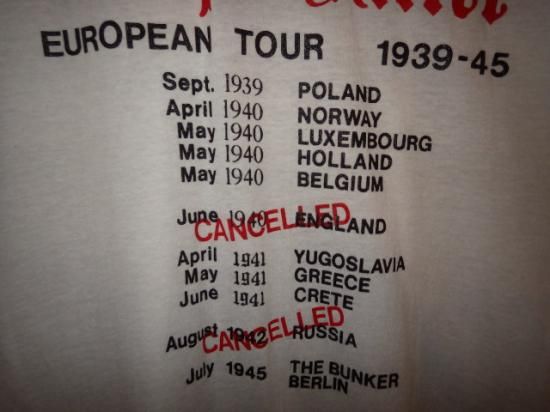 EUROPEAN TOUR 1939-45
Sept. 1939 POLAND
April 1940 NORWAY
May 1940 LUXEMBOURG
May 1940 HOLLAND
May 1940 BELGIUM
June 1940 ENGLAND
CANCELLED
April 1941 YUGOSLAVIA
May 1941 GREECE
June 1941 CRETE
August 1942 RUSSIA
CANCELLED
July 1945 THE BUNKER
BERLIN